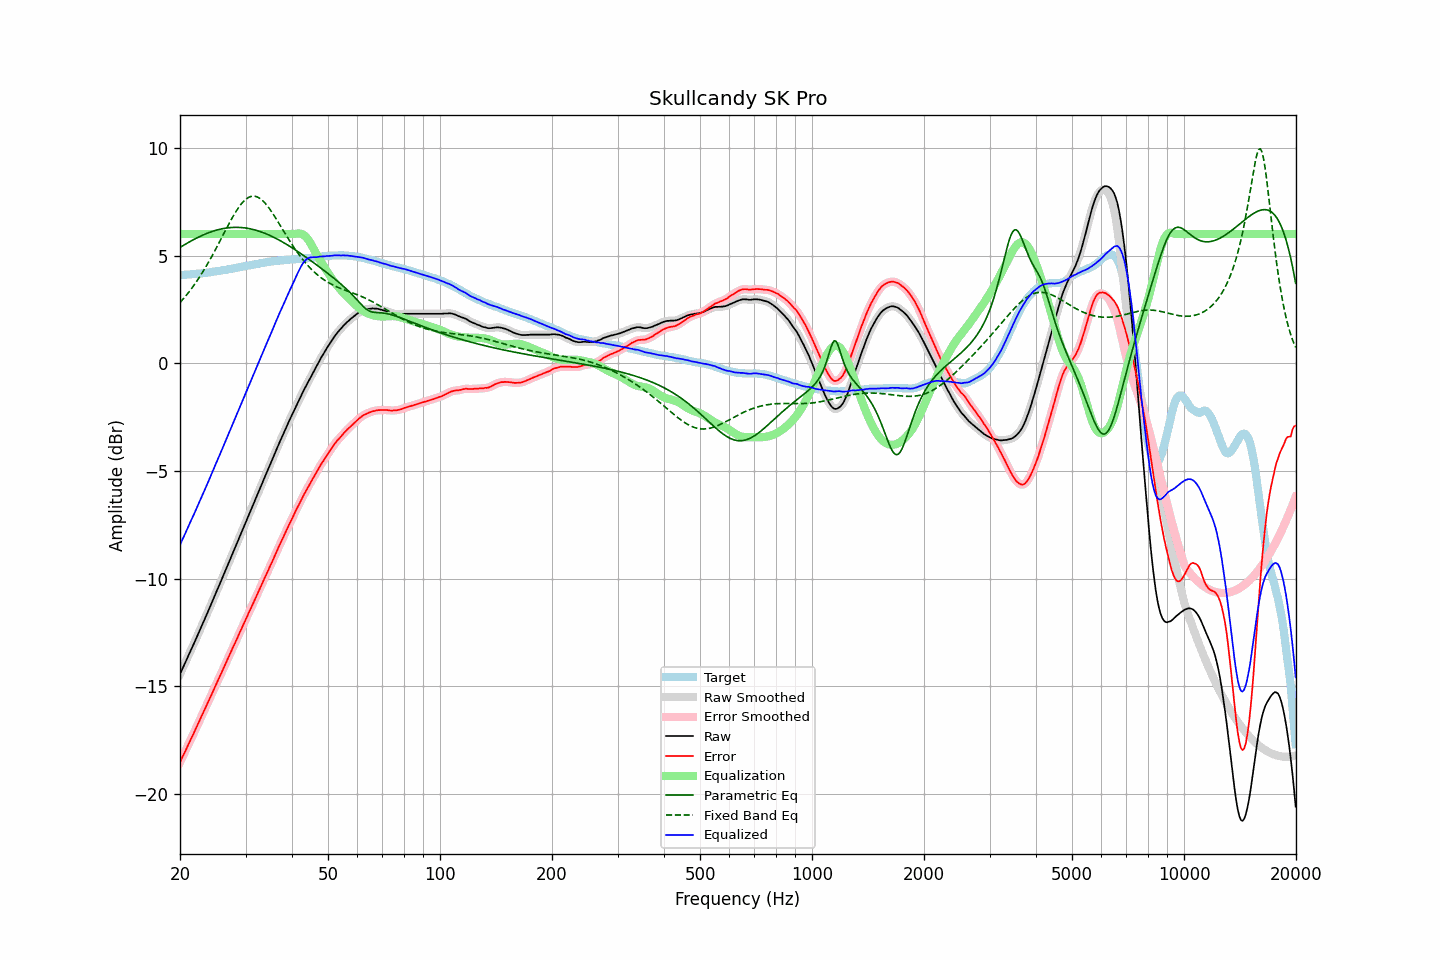 Skullcandy SK Pro
Amplitude (dBr)
10
5
0
−5
−10
−15
−20
Target
Raw Smoothed
Error Smoothed
Raw
Error
Equalization
Parametric Eq
Fixed Band Eq
Equalized
20 50 100 200 500 1000 2000 5000 10000 20000
Frequency (Hz)